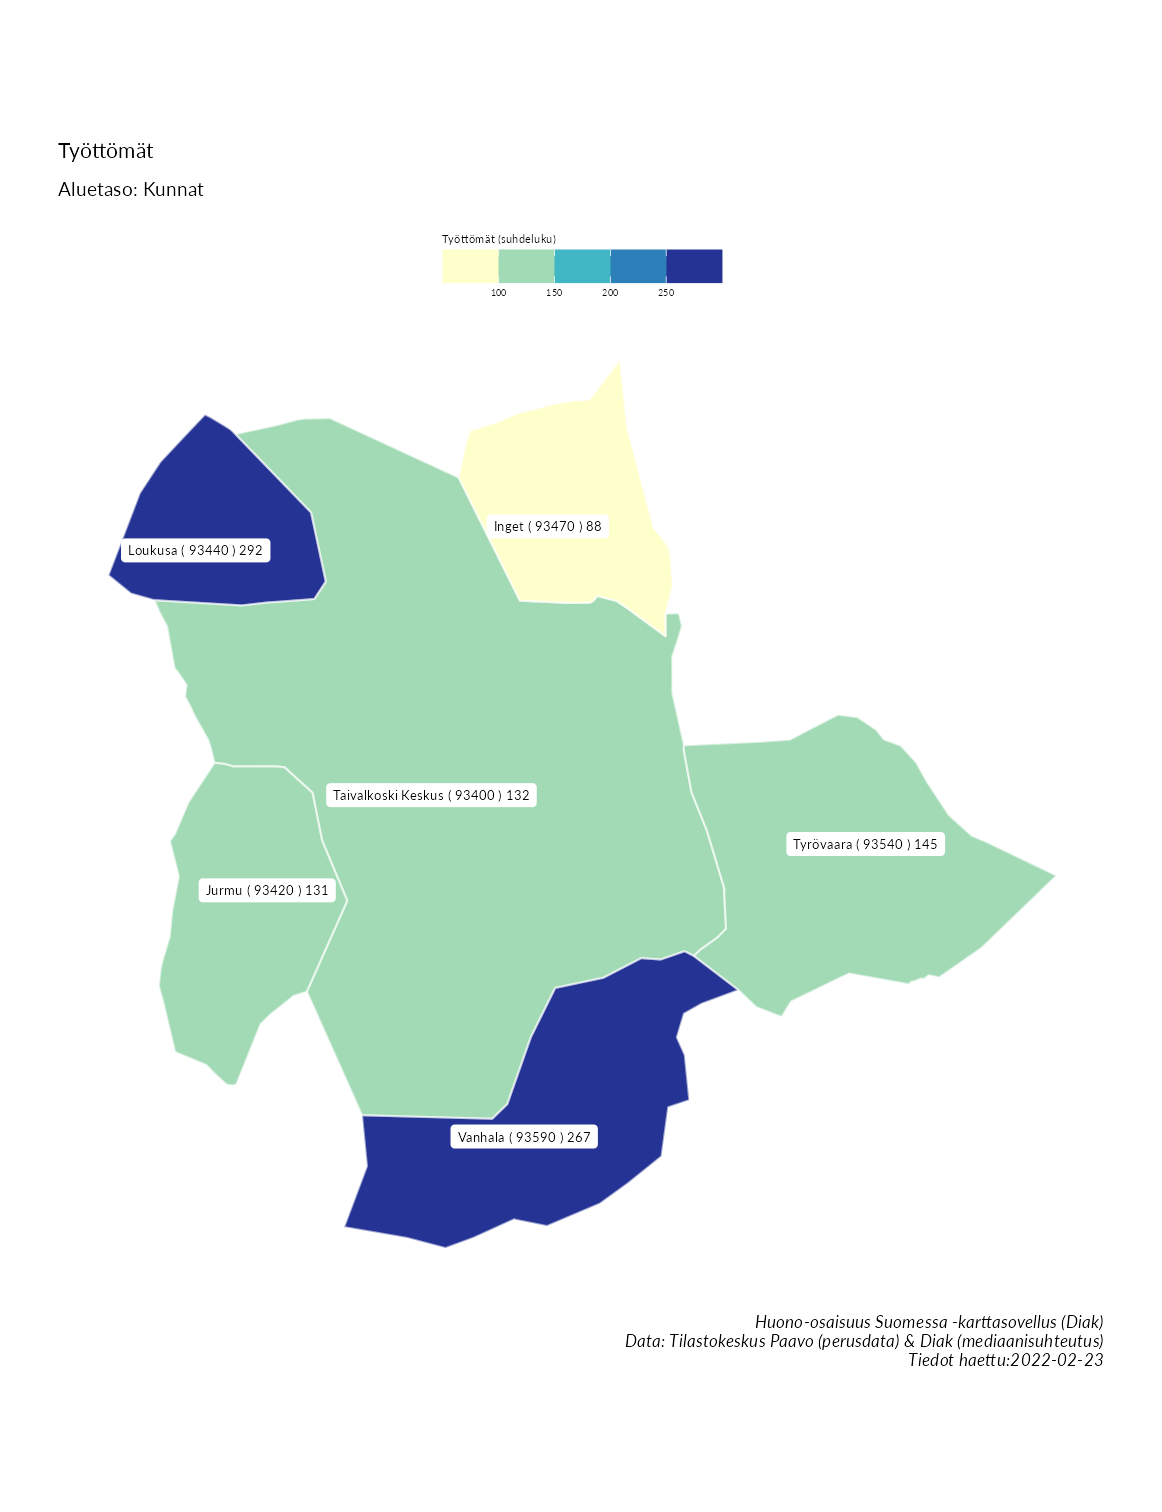 Työttömät
Aluetaso: Kunnat
Työttömät (suhdeluku)
100 150 200 250
Inget ( 93470 ) 88
Loukusa ( 93440 ) 292
Taivalkoski Keskus ( 93400 ) 132
Tyrövaara ( 93540 ) 145
Jurmu ( 93420 ) 131
Vanhala ( 93590 ) 267
Huono-osaisuus Suomessa -karttasovellus (Diak)
Data: Tilastokeskus Paavo (perusdata) & Diak (mediaanisuhteutus)
Tiedot haettu:2022-02-23